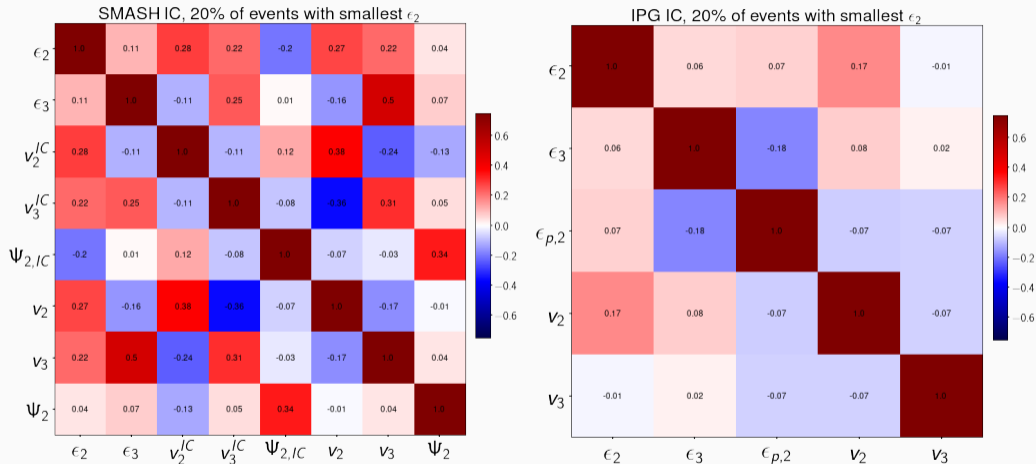 SMASH IC, 20% of events with smallest ϵ₂
ϵ₂ 1.0 0.11 0.28 0.22 -0.2 0.27 0.22 0.04
ϵ₃ 0.11 1.0 -0.11 0.25 0.01 -0.16 0.5 0.07
v₂^IC 0.28 -0.11 1.0 -0.11 0.12 0.38 -0.24 -0.13
v₃^IC 0.22 0.25 -0.11 1.0 -0.08 -0.36 0.31 0.05
Ψ₂,IC -0.2 0.01 0.12 -0.08 1.0 -0.07 -0.03 0.34
v₂ 0.27 -0.16 0.38 -0.36 -0.07 1.0 -0.17 -0.01
v₃ 0.22 0.5 -0.24 0.31 -0.03 -0.17 1.0 0.04
Ψ₂ 0.04 0.07 -0.13 0.05 0.34 -0.01 0.04 1.0
ϵ₂ ϵ₃ v₂^IC v₃^IC Ψ₂,IC v₂ v₃ Ψ₂
0.6
0.4
0.2
0.0
−0.2
−0.4
−0.6
IPG IC, 20% of events with smallest ϵ₂
ϵ₂ 1.0 0.06 0.07 0.17 -0.01
ϵ₃ 0.06 1.0 -0.18 0.08 0.02
ϵp,2 0.07 -0.18 1.0 -0.07 -0.07
v₂ 0.17 0.08 -0.07 1.0 -0.07
v₃ -0.01 0.02 -0.07 -0.07 1.0
ϵ₂ ϵ₃ ϵp,2 v₂ v₃
0.6
0.4
0.2
0.0
−0.2
−0.4
−0.6